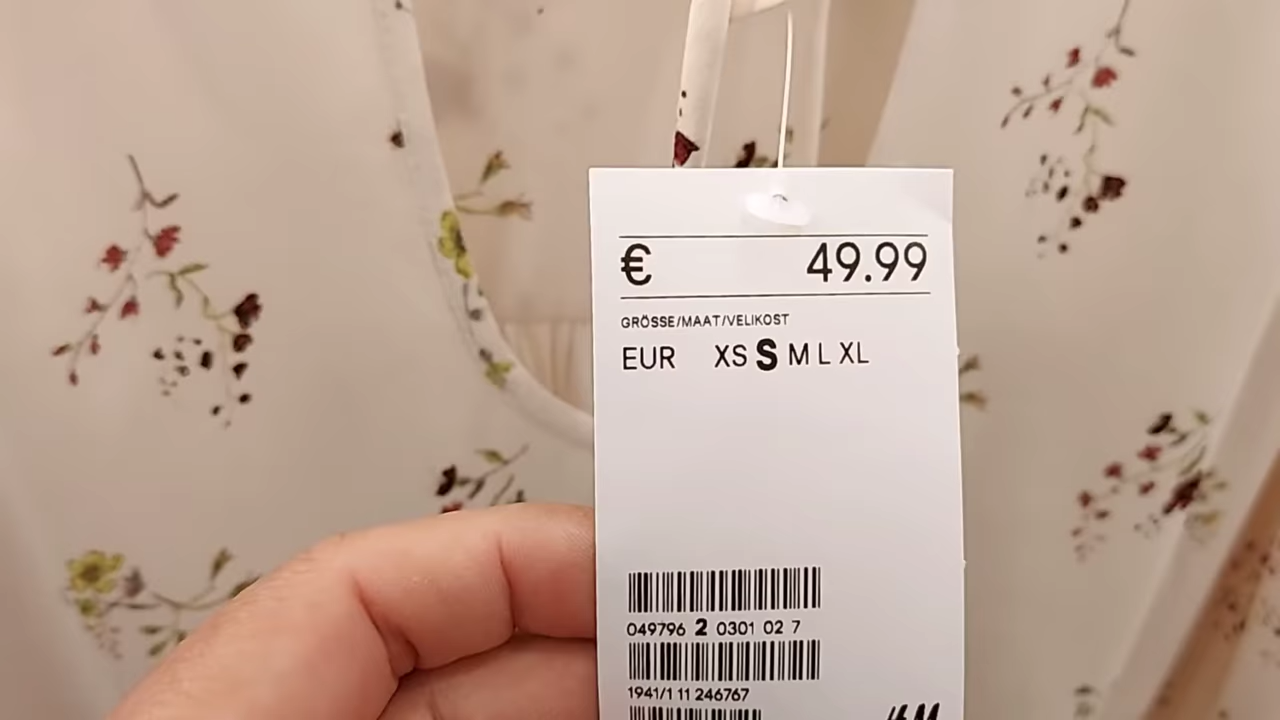 € 49.99
GRÖSSE/MAAT/VELIKOST
EUR XS S M L XL
049796 2 0301 02 7
1941/1 11 246767